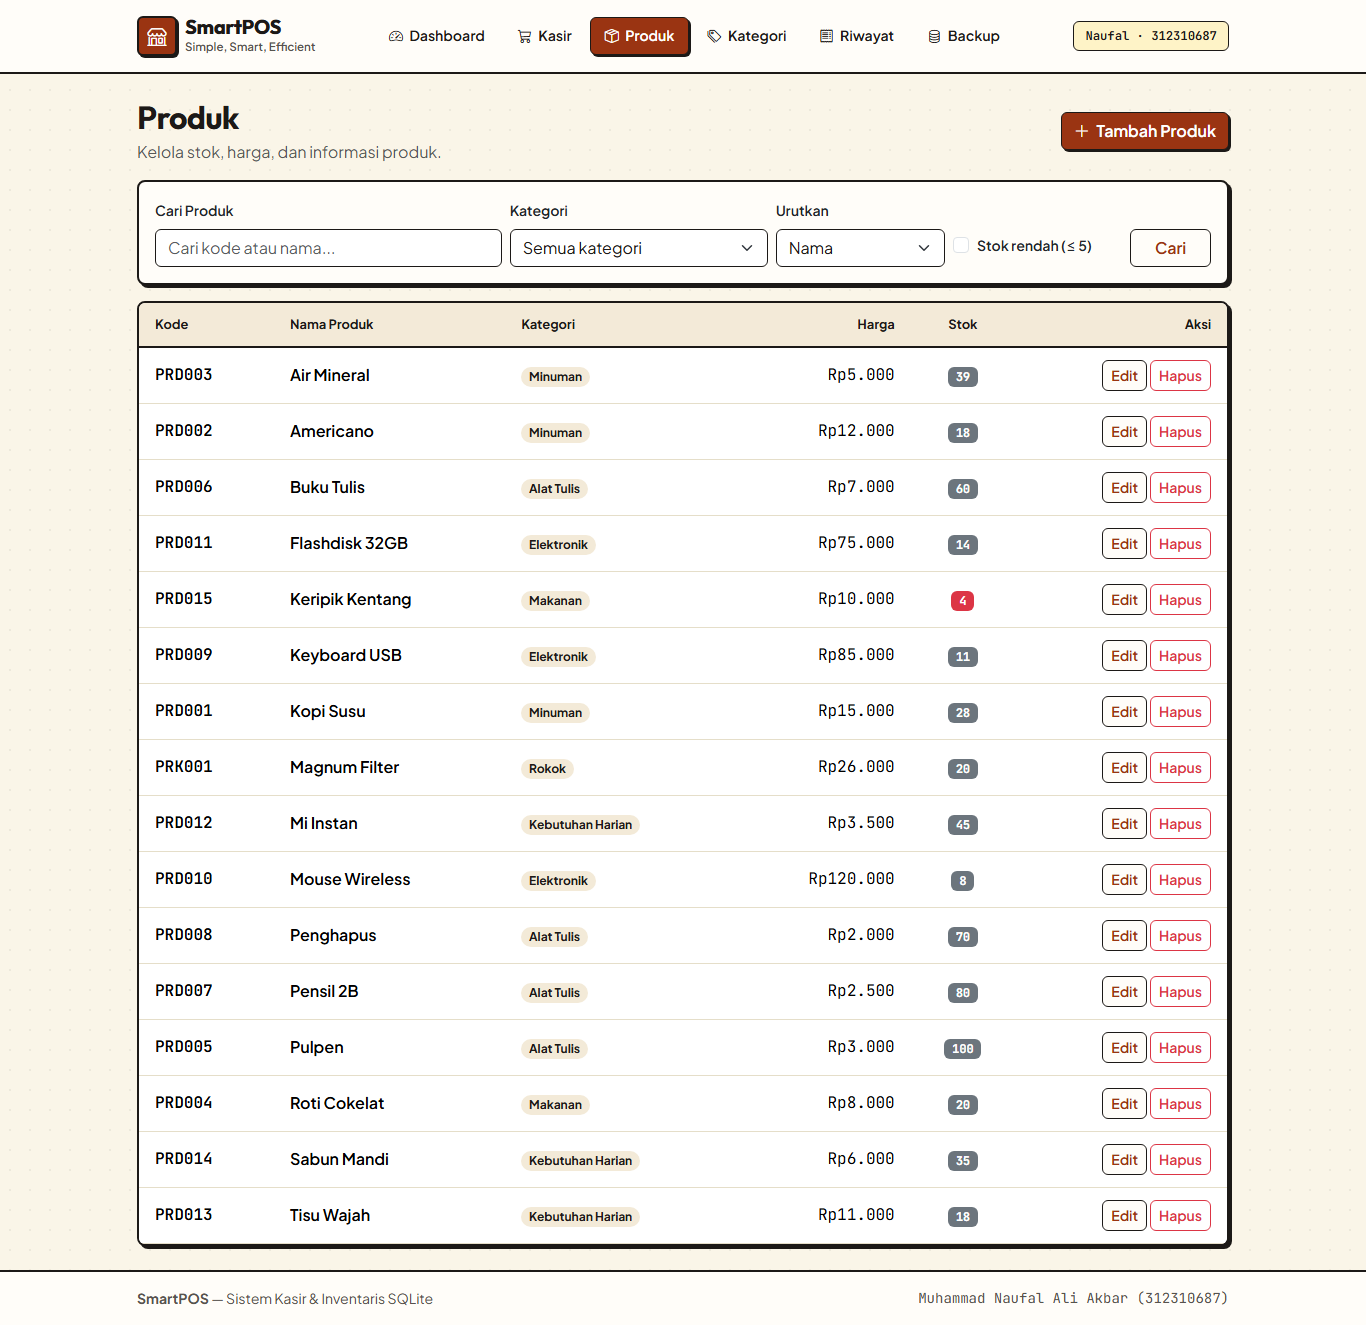 SmartPOS
Simple, Smart, Efficient
Dashboard
Kasir
Produk
Kategori
Riwayat
Backup
Naufal · 312310687
Produk
Kelola stok, harga, dan informasi produk.
+ Tambah Produk
Cari Produk
Kategori
Urutkan
Cari kode atau nama...
Semua kategori
Nama
Stok rendah (≤ 5)
Cari
Kode Nama Produk Kategori Harga Stok Aksi
PRD003 Air Mineral Minuman Rp5.000 39 Edit Hapus
PRD002 Americano Minuman Rp12.000 18 Edit Hapus
PRD006 Buku Tulis Alat Tulis Rp7.000 60 Edit Hapus
PRD011 Flashdisk 32GB Elektronik Rp75.000 14 Edit Hapus
PRD015 Keripik Kentang Makanan Rp10.000 4 Edit Hapus
PRD009 Keyboard USB Elektronik Rp85.000 11 Edit Hapus
PRD001 Kopi Susu Minuman Rp15.000 28 Edit Hapus
PRK001 Magnum Filter Rokok Rp26.000 20 Edit Hapus
PRD012 Mi Instan Kebutuhan Harian Rp3.500 45 Edit Hapus
PRD010 Mouse Wireless Elektronik Rp120.000 8 Edit Hapus
PRD008 Penghapus Alat Tulis Rp2.000 70 Edit Hapus
PRD007 Pensil 2B Alat Tulis Rp2.500 80 Edit Hapus
PRD005 Pulpen Alat Tulis Rp3.000 100 Edit Hapus
PRD004 Roti Cokelat Makanan Rp8.000 20 Edit Hapus
PRD014 Sabun Mandi Kebutuhan Harian Rp6.000 35 Edit Hapus
PRD013 Tisu Wajah Kebutuhan Harian Rp11.000 18 Edit Hapus
SmartPOS — Sistem Kasir & Inventaris SQLite
Muhammad Naufal Ali Akbar (312310687)